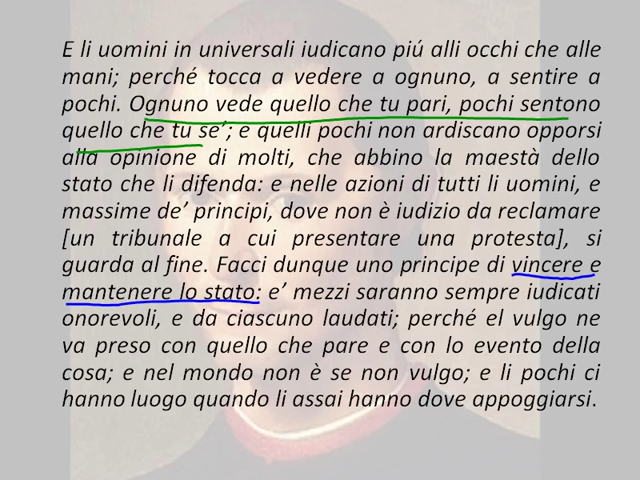 E li uomini in universali iudicano piú alli occhi che alle
mani; perché tocca a vedere a ognuno, a sentire a
pochi. Ognuno vede quello che tu pari, pochi sentono
quello che tu se’; e quelli pochi non ardiscano opporsi
alla opinione di molti, che abbino la maestà dello
stato che li difenda: e nelle azioni di tutti li uomini, e
massime de’ principi, dove non è iudizio da reclamare
[un tribunale a cui presentare una protesta], si
guarda al fine. Facci dunque uno principe di vincere e
mantenere lo stato: e’ mezzi saranno sempre iudicati
onorevoli, e da ciascuno laudati; perché el vulgo ne
va preso con quello che pare e con lo evento della
cosa; e nel mondo non è se non vulgo; e li pochi ci
hanno luogo quando li assai hanno dove appoggiarsi.